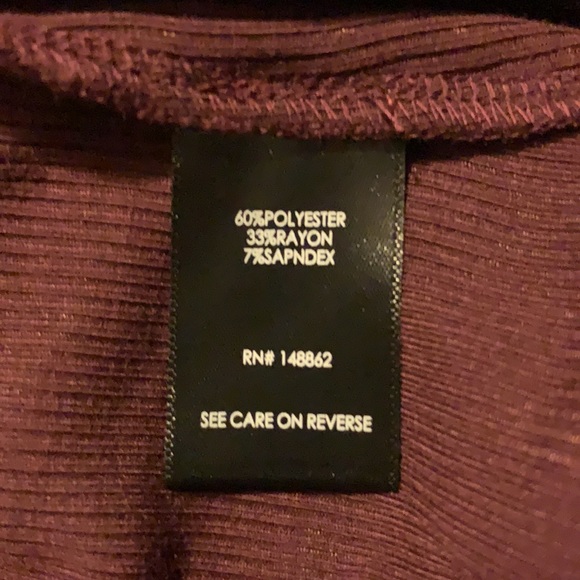 60%POLYESTER
33%RAYON
7%SAPNDEX
RN# 148862
SEE CARE ON REVERSE